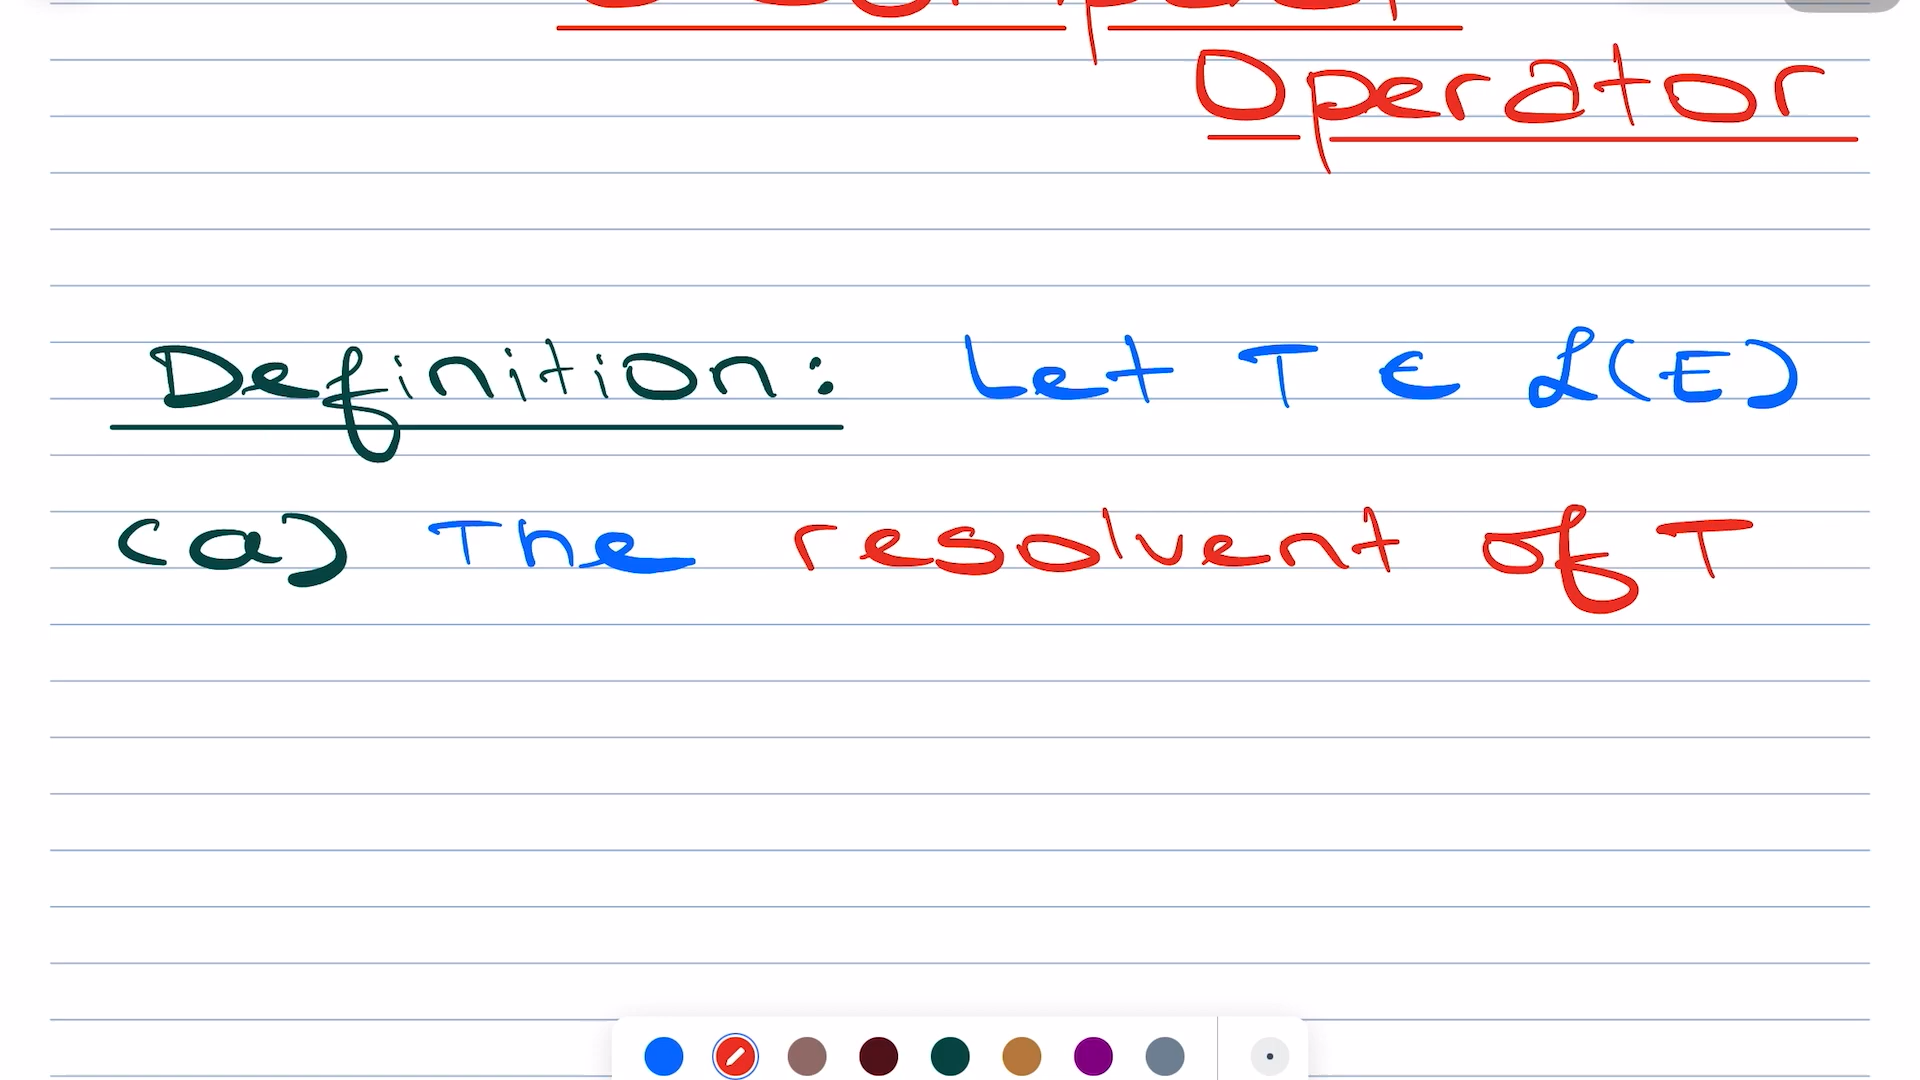 Operator
Definition: Let T ∈ ℒ(E)
(a) The resolvent of T